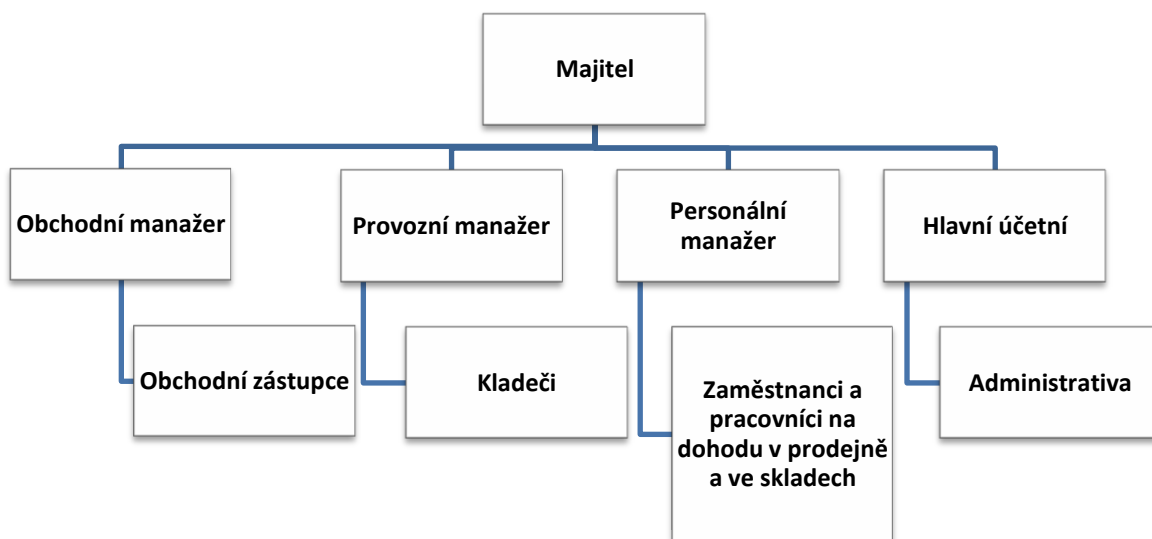 Majitel
Obchodní manažer
Provozní manažer
Personální
manažer
Hlavní účetní
Obchodní zástupce
Kladeči
Zaměstnanci a
pracovníci na
dohodu v prodejně
a ve skladech
Administrativa